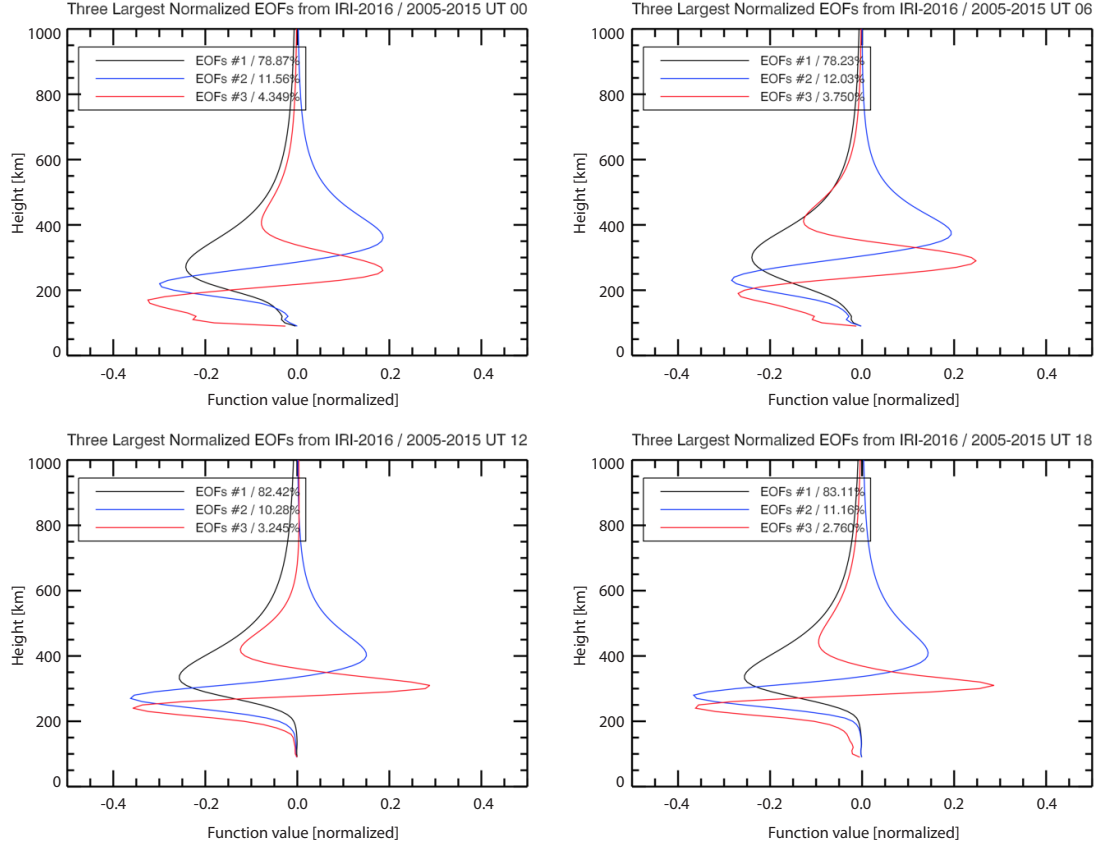 Three Largest Normalized EOFs from IRI-2016 / 2005-2015 UT 00
1000
800
600
400
200
0
Height [km]
EOFs #1 / 78.87%
EOFs #2 / 11.56%
EOFs #3 / 4.349%
-0.4 -0.2 0.0 0.2 0.4
Function value [normalized]
Three Largest Normalized EOFs from IRI-2016 / 2005-2015 UT 06
1000
800
600
400
200
0
Height [km]
EOFs #1 / 78.23%
EOFs #2 / 12.03%
EOFs #3 / 3.750%
-0.4 -0.2 0.0 0.2 0.4
Function value [normalized]
Three Largest Normalized EOFs from IRI-2016 / 2005-2015 UT 12
1000
800
600
400
200
0
Height [km]
EOFs #1 / 82.42%
EOFs #2 / 10.28%
EOFs #3 / 3.245%
-0.4 -0.2 0.0 0.2 0.4
Function value [normalized]
Three Largest Normalized EOFs from IRI-2016 / 2005-2015 UT 18
1000
800
600
400
200
0
Height [km]
EOFs #1 / 83.11%
EOFs #2 / 11.16%
EOFs #3 / 2.760%
-0.4 -0.2 0.0 0.2 0.4
Function value [normalized]